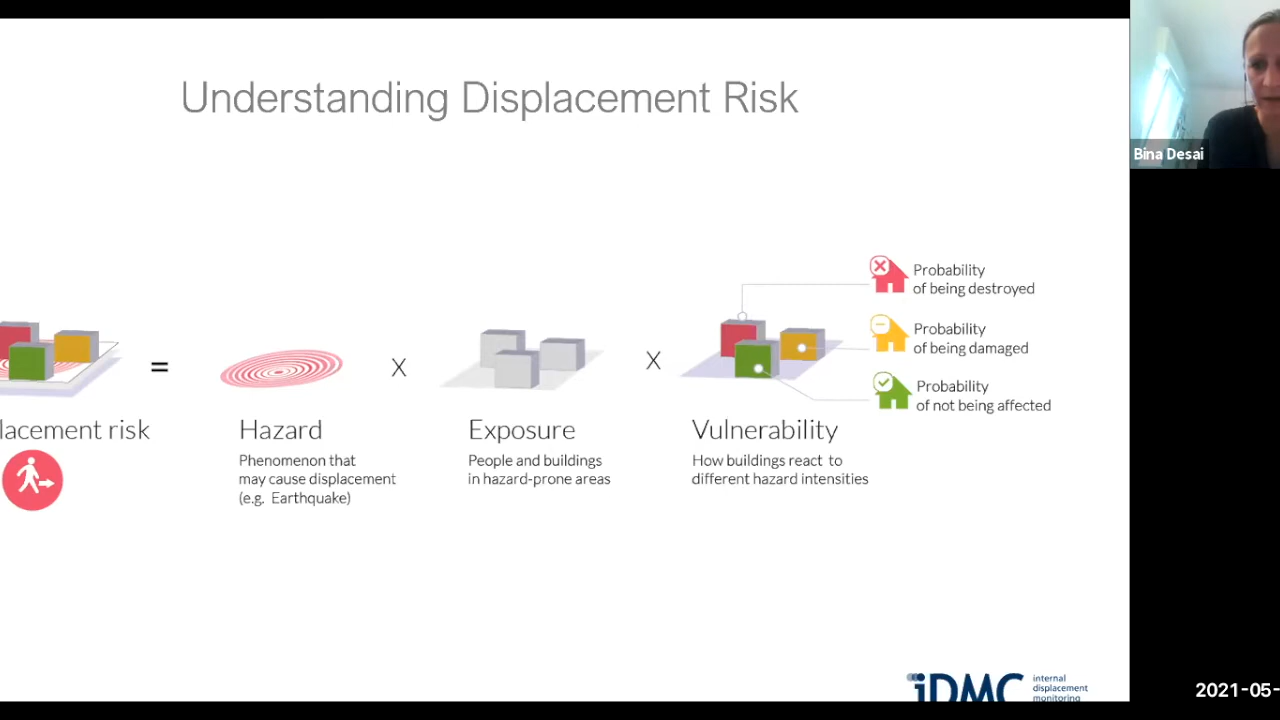 Understanding Displacement Risk
Bina Desai
Probability
of being destroyed
Probability
of being damaged
Probability
of not being affected
=
X
X
lacement risk
Hazard
Phenomenon that
may cause displacement
(e.g. Earthquake)
Exposure
People and buildings
in hazard-prone areas
Vulnerability
How buildings react to
different hazard intensities
iDMC
internal
displacement
monitoring
2021-05-